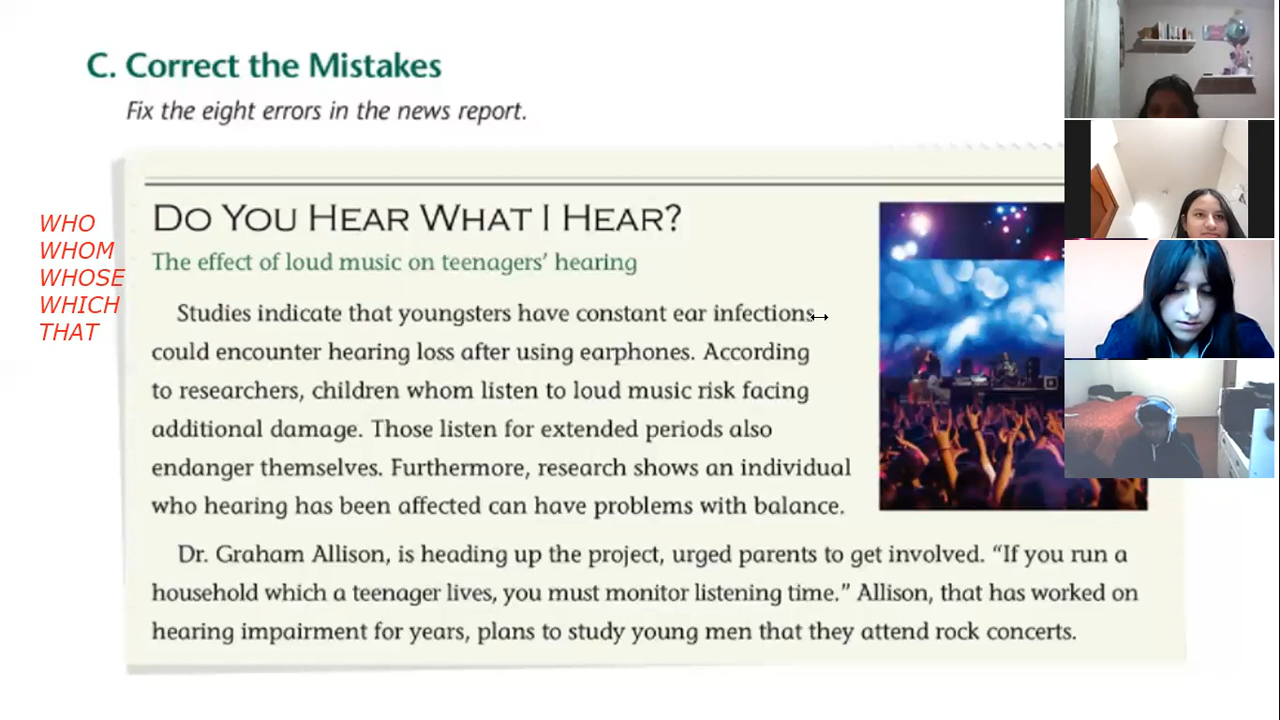 C. Correct the Mistakes
Fix the eight errors in the news report.
WHO
WHOM
WHOSE
WHICH
THAT
DO YOU HEAR WHAT I HEAR?
The effect of loud music on teenagers' hearing
Studies indicate that youngsters have constant ear infections
could encounter hearing loss after using earphones. According
to researchers, children whom listen to loud music risk facing
additional damage. Those listen for extended periods also
endanger themselves. Furthermore, research shows an individual
who hearing has been affected can have problems with balance.
Dr. Graham Allison, is heading up the project, urged parents to get involved. “If you run a
household which a teenager lives, you must monitor listening time.” Allison, that has worked on
hearing impairment for years, plans to study young men that they attend rock concerts.